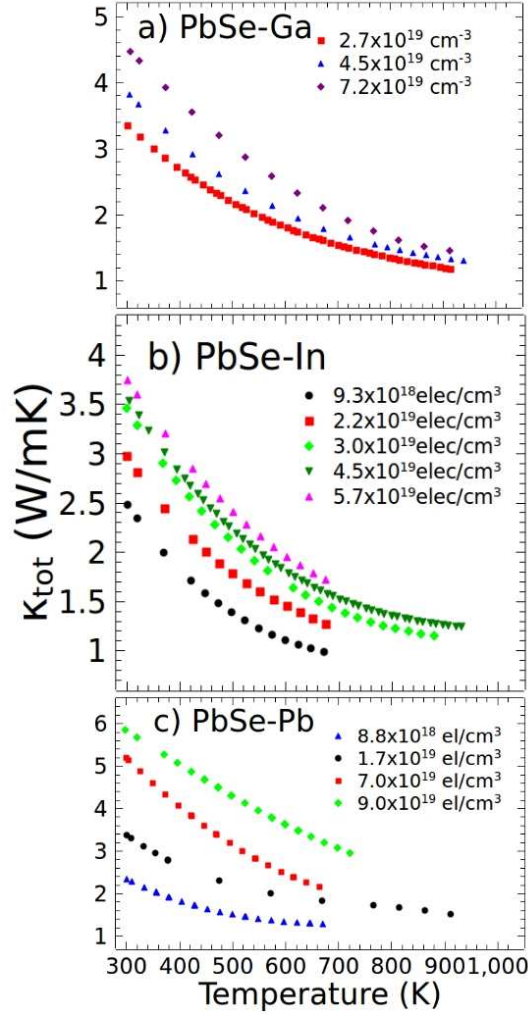 a) PbSe-Ga
2.7x10¹⁹ cm⁻³
4.5x10¹⁹ cm⁻³
7.2x10¹⁹ cm⁻³
5
4
3
2
1
b) PbSe-In
9.3x10¹⁸elec/cm³
2.2x10¹⁹elec/cm³
3.0x10¹⁹elec/cm³
4.5x10¹⁹elec/cm³
5.7x10¹⁹elec/cm³
4
3.5
3
2.5
2
1.5
1
κtot (W/mK)
c) PbSe-Pb
8.8x10¹⁸ el/cm³
1.7x10¹⁹ el/cm³
7.0x10¹⁹ el/cm³
9.0x10¹⁹ el/cm³
6
5
4
3
2
1
300 400 500 600 700 800 900 1,000
Temperature (K)